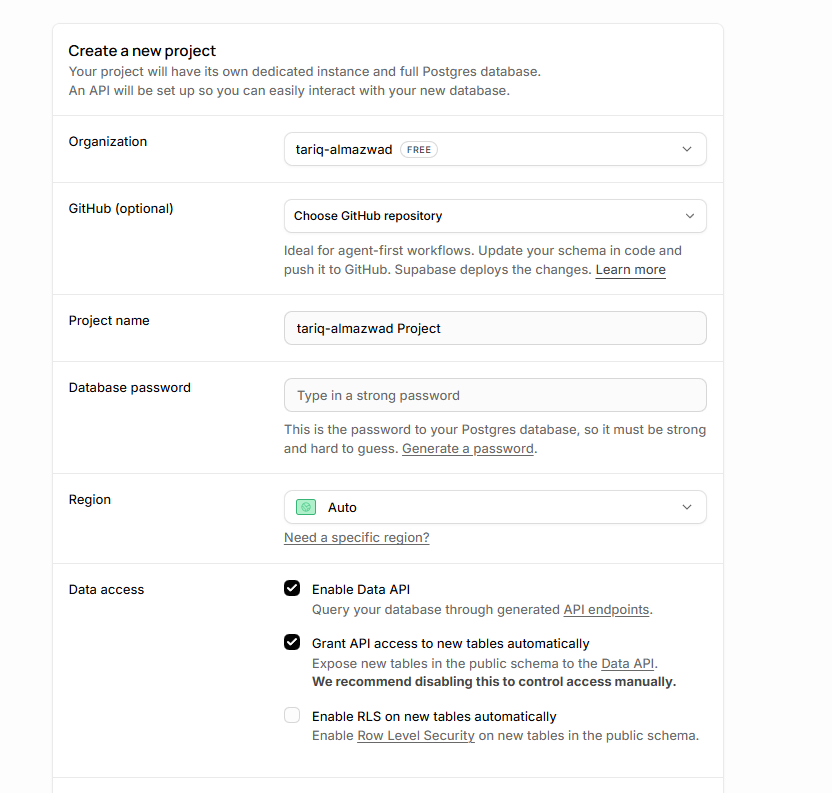 Create a new project
Your project will have its own dedicated instance and full Postgres database.
An API will be set up so you can easily interact with your new database.
Organization
tariq-almazwad FREE
GitHub (optional)
Choose GitHub repository
Ideal for agent-first workflows. Update your schema in code and
push it to GitHub. Supabase deploys the changes. Learn more
Project name
tariq-almazwad Project
Database password
Type in a strong password
This is the password to your Postgres database, so it must be strong
and hard to guess. Generate a password.
Region
Auto
Need a specific region?
Data access
Enable Data API
Query your database through generated API endpoints.
Grant API access to new tables automatically
Expose new tables in the public schema to the Data API.
We recommend disabling this to control access manually.
Enable RLS on new tables automatically
Enable Row Level Security on new tables in the public schema.